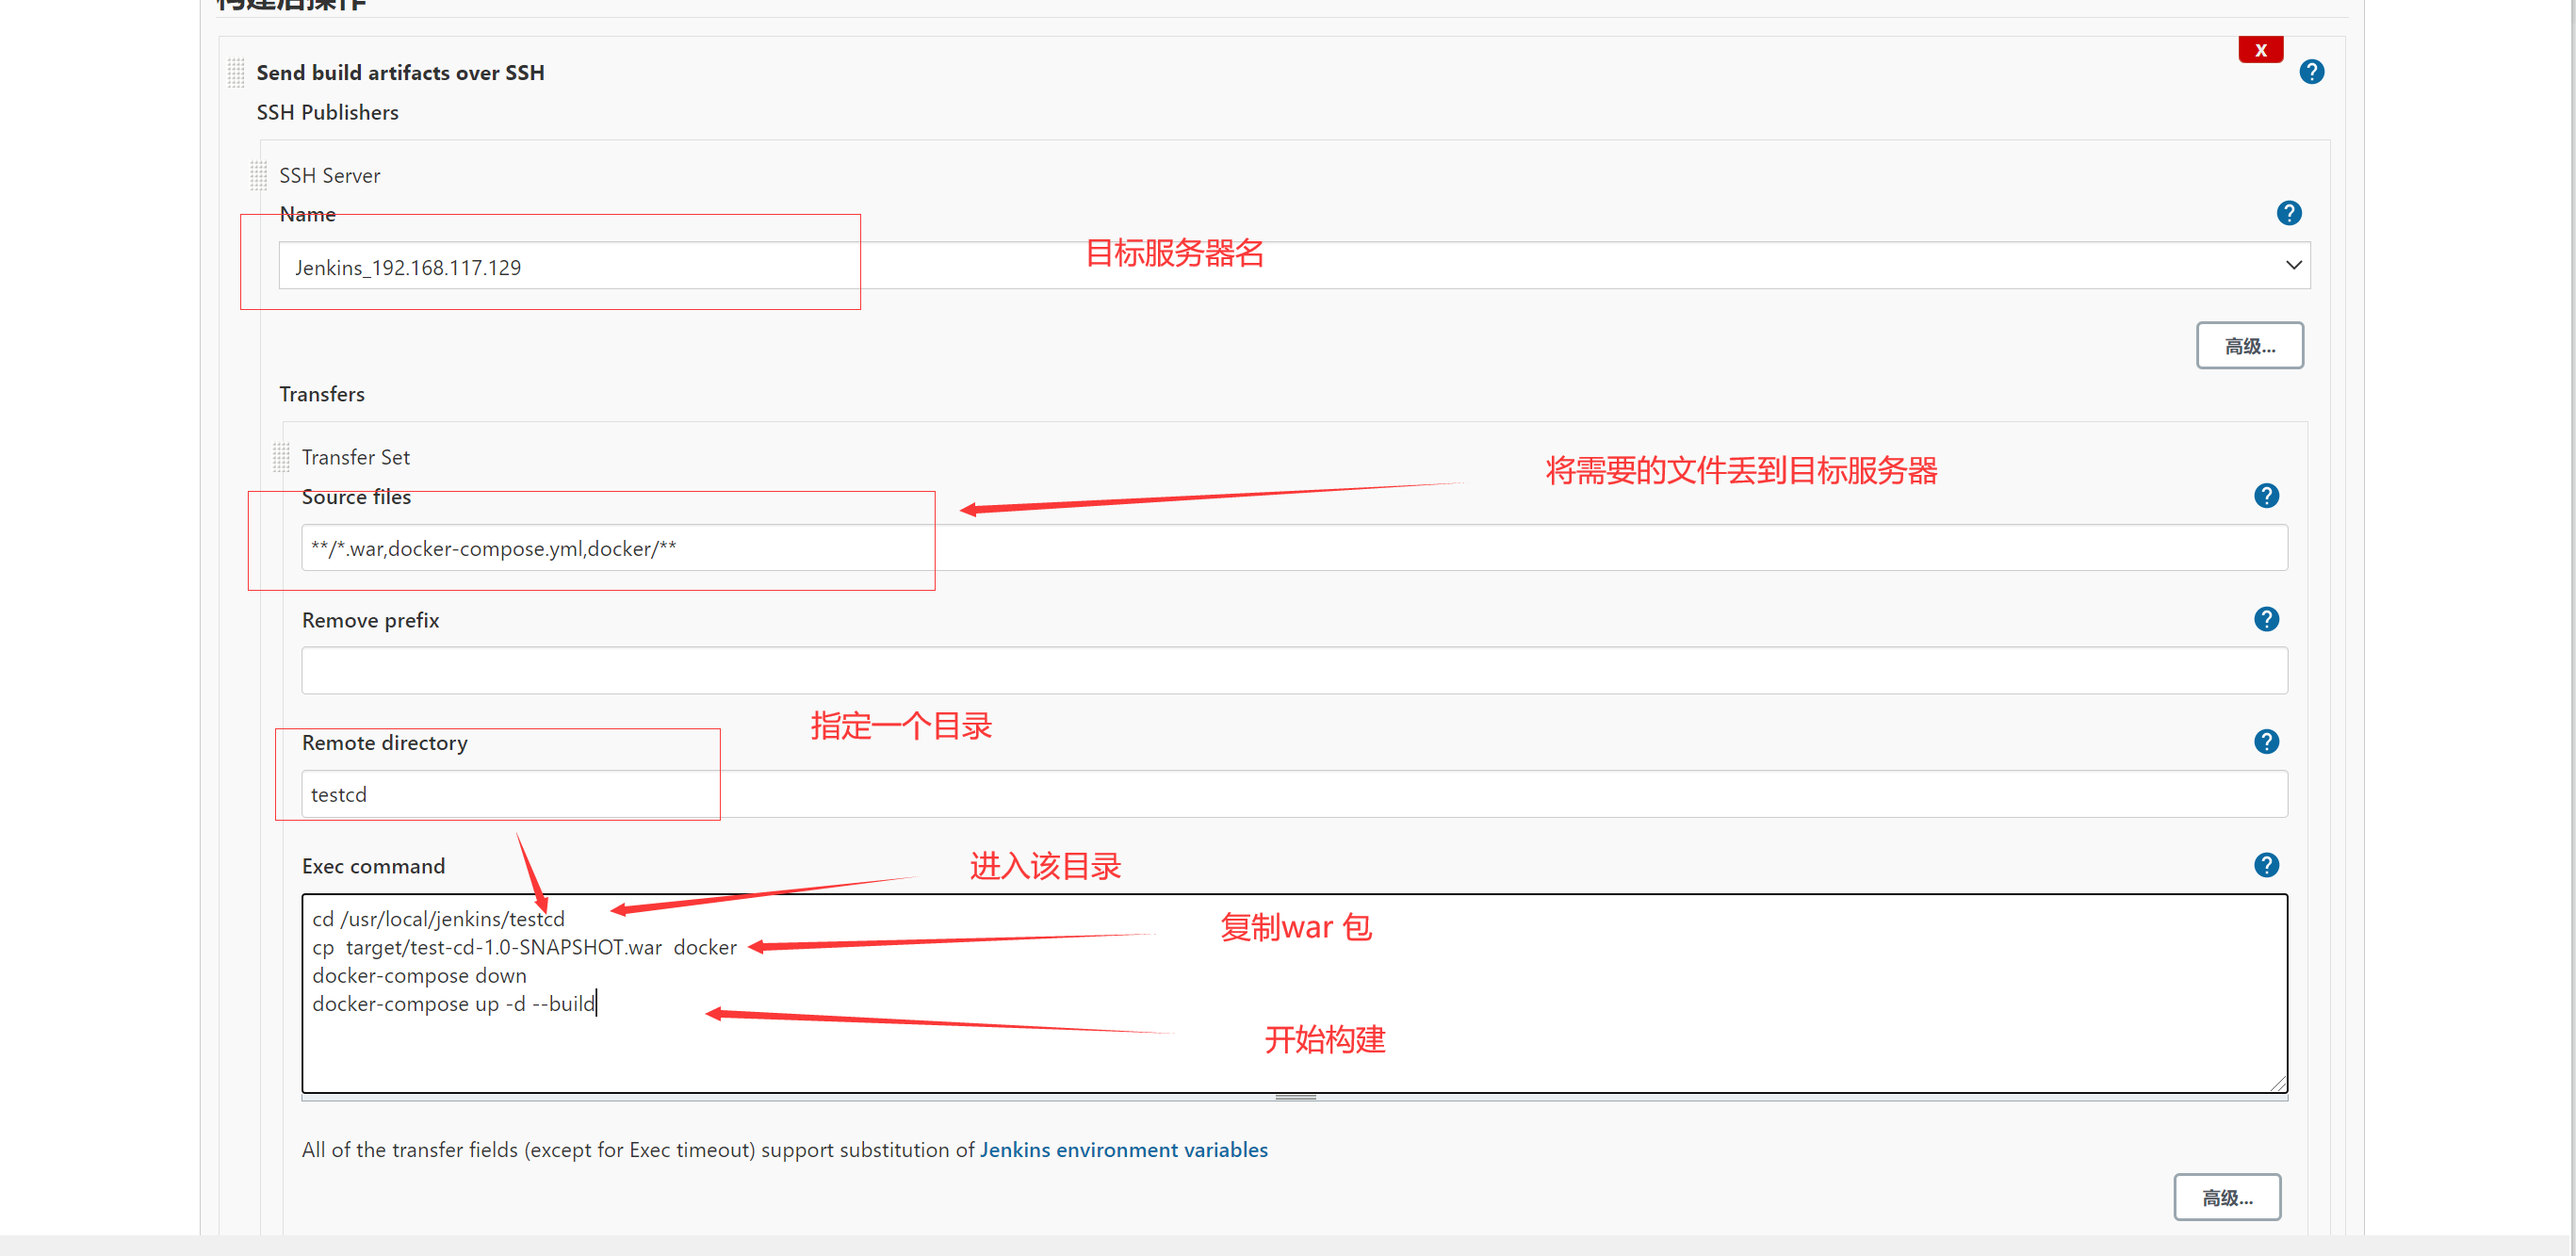 构建后操作
X
Send build artifacts over SSH
?
SSH Publishers
SSH Server
Name
?
目标服务器名
Jenkins_192.168.117.129
高级...
Transfers
Transfer Set
将需要的文件丢到目标服务器
Source files
?
**/*.war,docker-compose.yml,docker/**
Remove prefix
?
指定一个目录
Remote directory
?
testcd
进入该目录
Exec command
?
cd /usr/local/jenkins/testcd
复制war 包
cp  target/test-cd-1.0-SNAPSHOT.war  docker
docker-compose down
docker-compose up -d --build
开始构建
All of the transfer fields (except for Exec timeout) support substitution of Jenkins environment variables
高级...